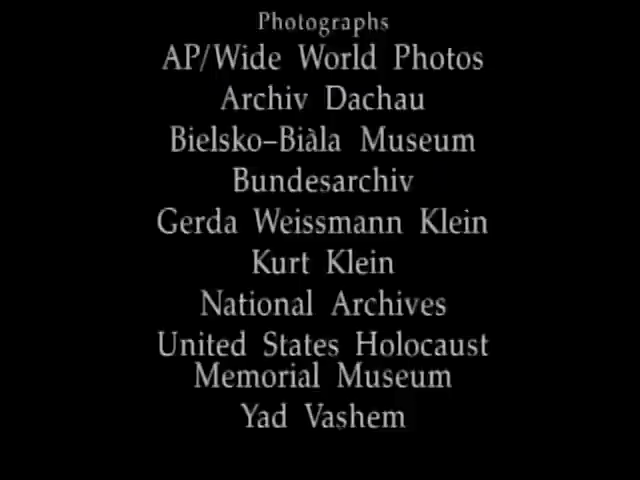 Photographs
AP/Wide World Photos
Archiv Dachau
Bielsko–Biàla Museum
Bundesarchiv
Gerda Weissmann Klein
Kurt Klein
National Archives
United States Holocaust
Memorial Museum
Yad Vashem